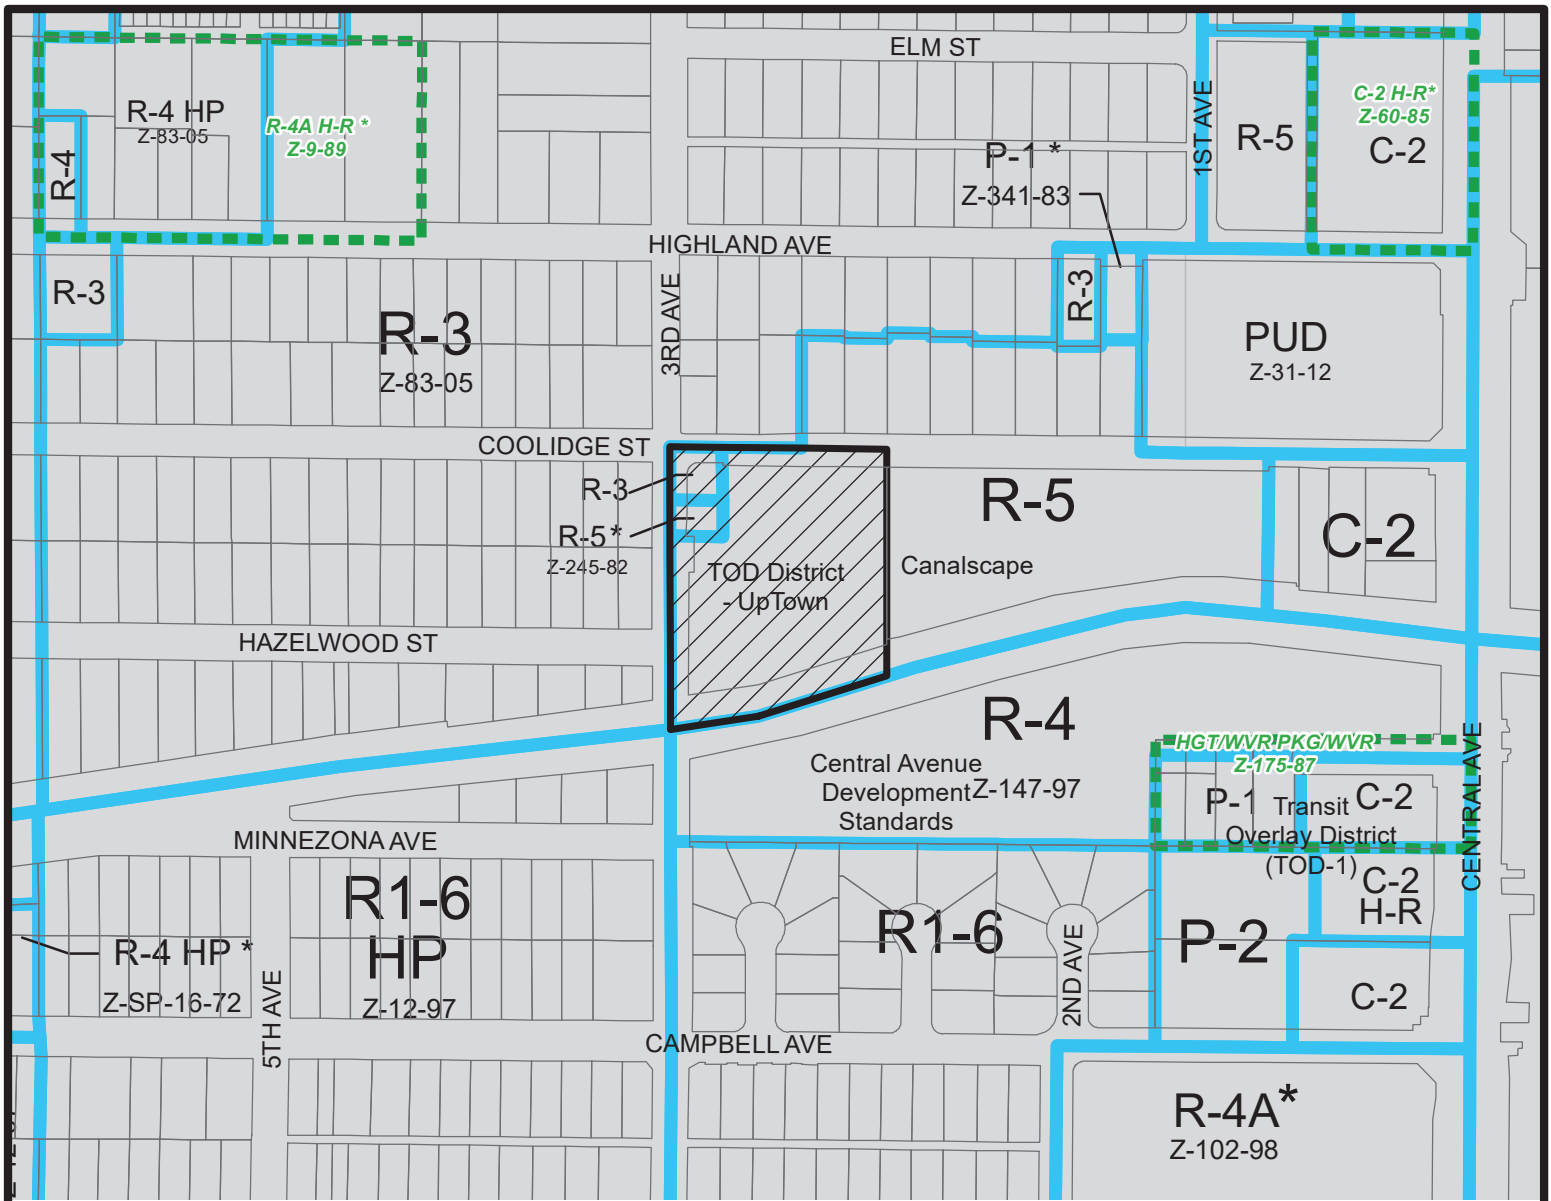 ELM ST
1ST AVE
C-2 H-R*
Z-60-85
C-2
R-5
R-4 HP
Z-83-05
R-4A H-R *
Z-9-89
R-4
P-1 *
Z-341-83
HIGHLAND AVE
R-3
R-3
Z-83-05
3RD AVE
R-3
PUD
Z-31-12
COOLIDGE ST
R-3
R-5*
Z-245-82
R-5
C-2
TOD District
- UpTown
Canalscape
HAZELWOOD ST
R-4
Z-147-97
Central Avenue
Development
Standards
HGT/WVR PKG/WVR
Z-175-87
P-1
C-2
Transit
Overlay District
(TOD-1)
CENTRAL AVE
MINNEZONA AVE
R1-6
HP
Z-12-97
R1-6
C-2
H-R
P-2
C-2
2ND AVE
R-4 HP *
Z-SP-16-72
5TH AVE
CAMPBELL AVE
R-4A*
Z-102-98